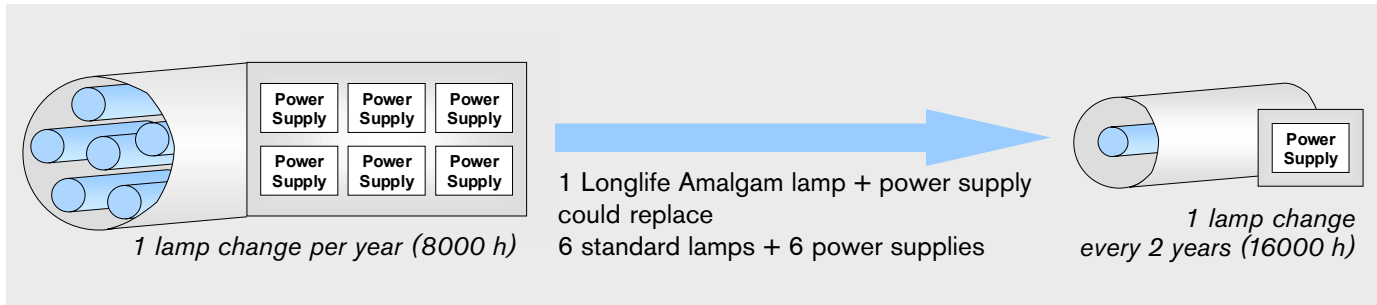 Power
Supply
Power
Supply
Power
Supply
Power
Supply
Power
Supply
Power
Supply
1 lamp change per year (8000 h)
1 Longlife Amalgam lamp + power supply
could replace
6 standard lamps + 6 power supplies
Power
Supply
1 lamp change
every 2 years (16000 h)